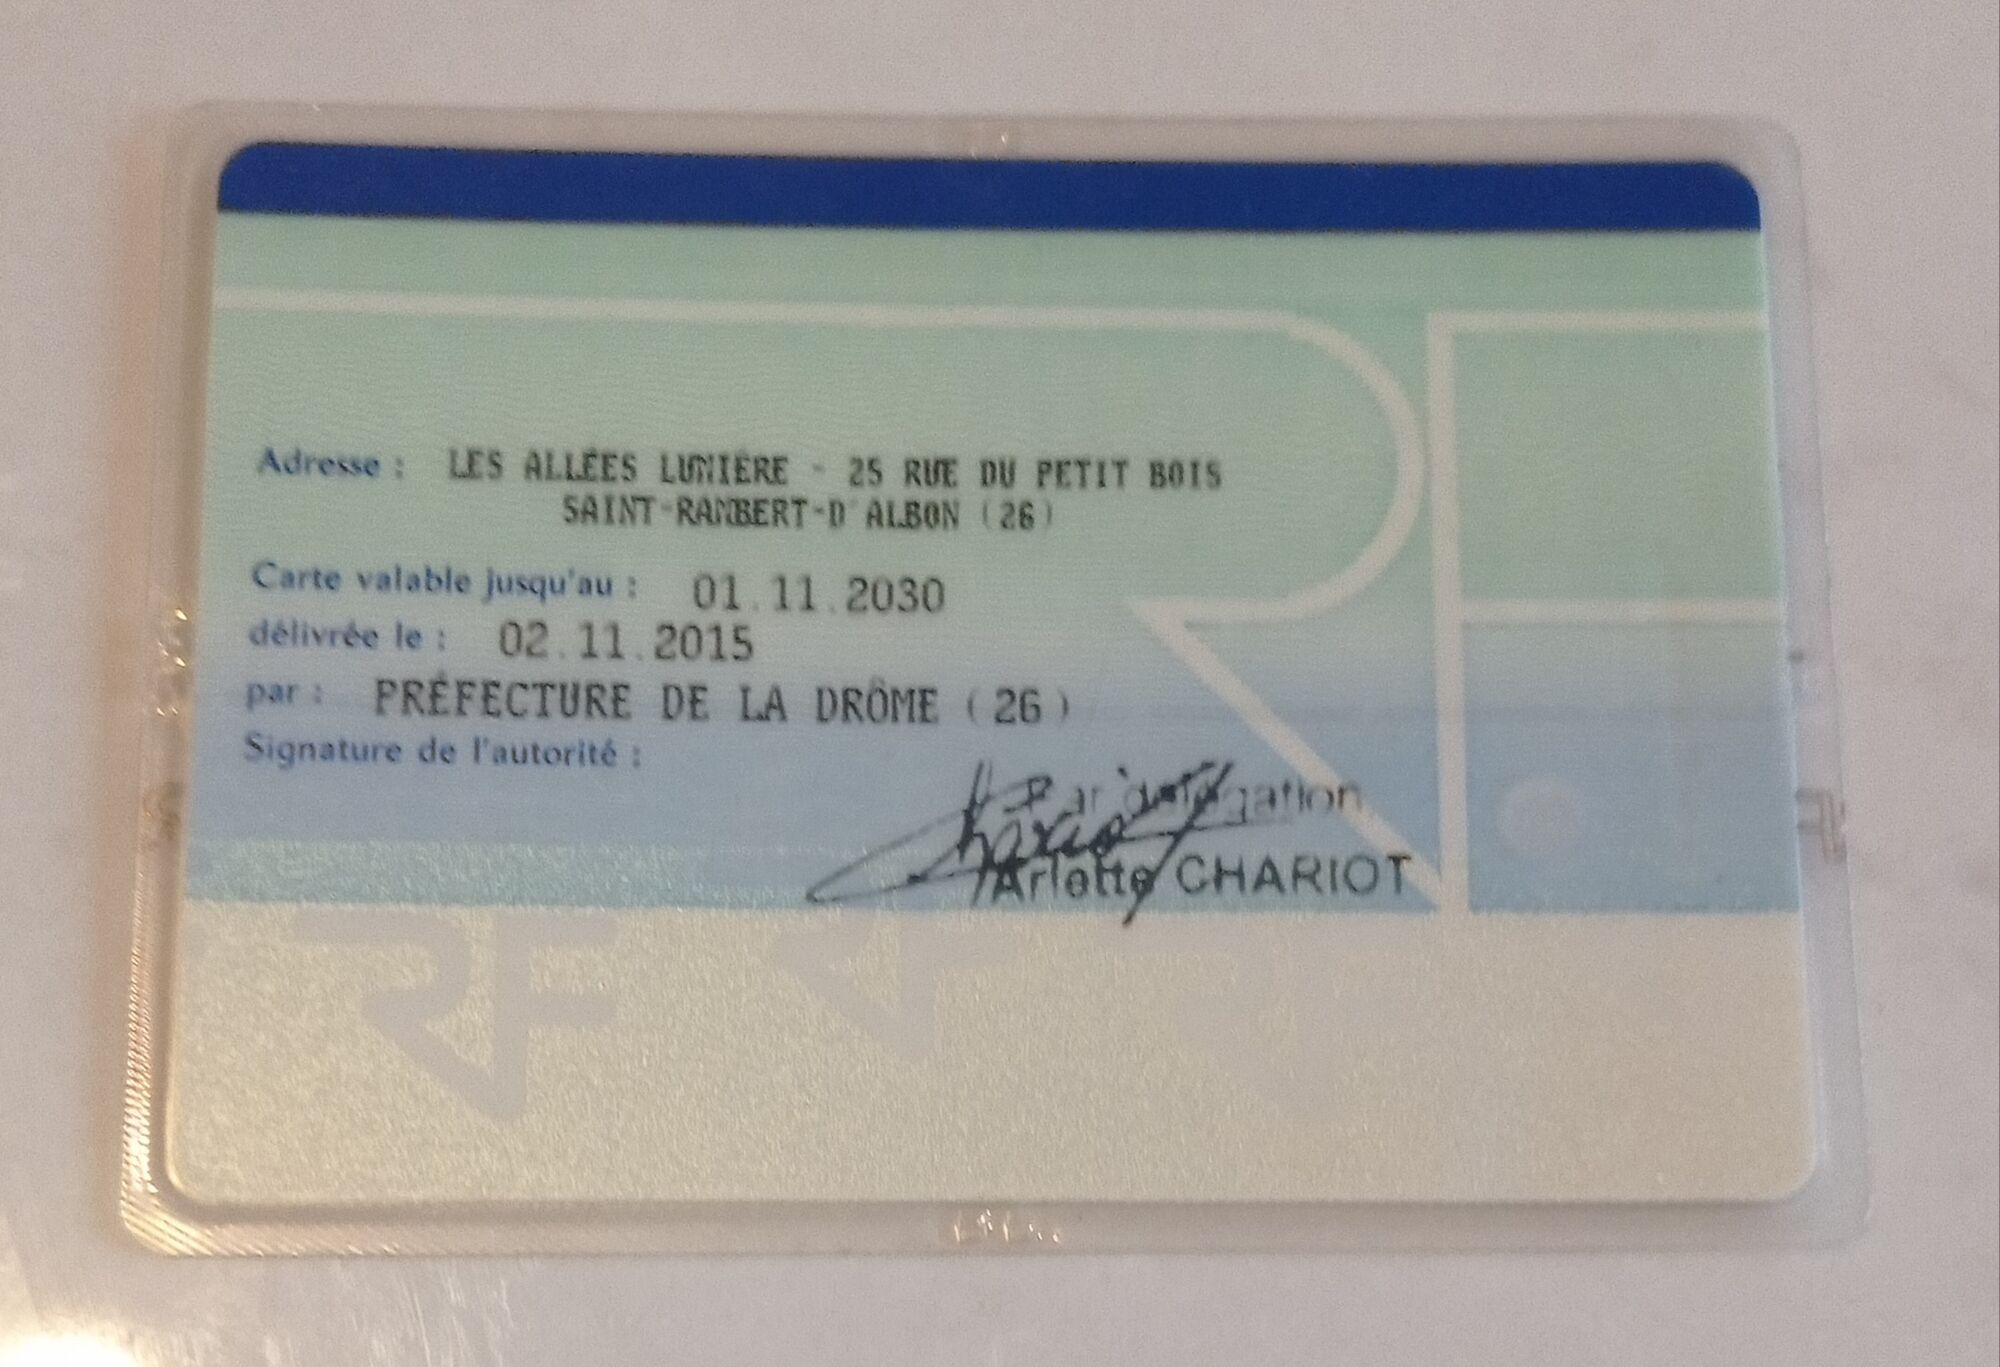 Adresse : LES ALLÉES LUMIÈRE - 25 RUE DU PETIT BOIS
SAINT-RAMBERT-D'ALBON (26)
Carte valable jusqu'au : 01.11.2030
délivrée le : 02.11.2015
par : PRÉFECTURE DE LA DRÔME (26)
Signature de l'autorité :
Par délégation
Arlette CHARIOT
RF